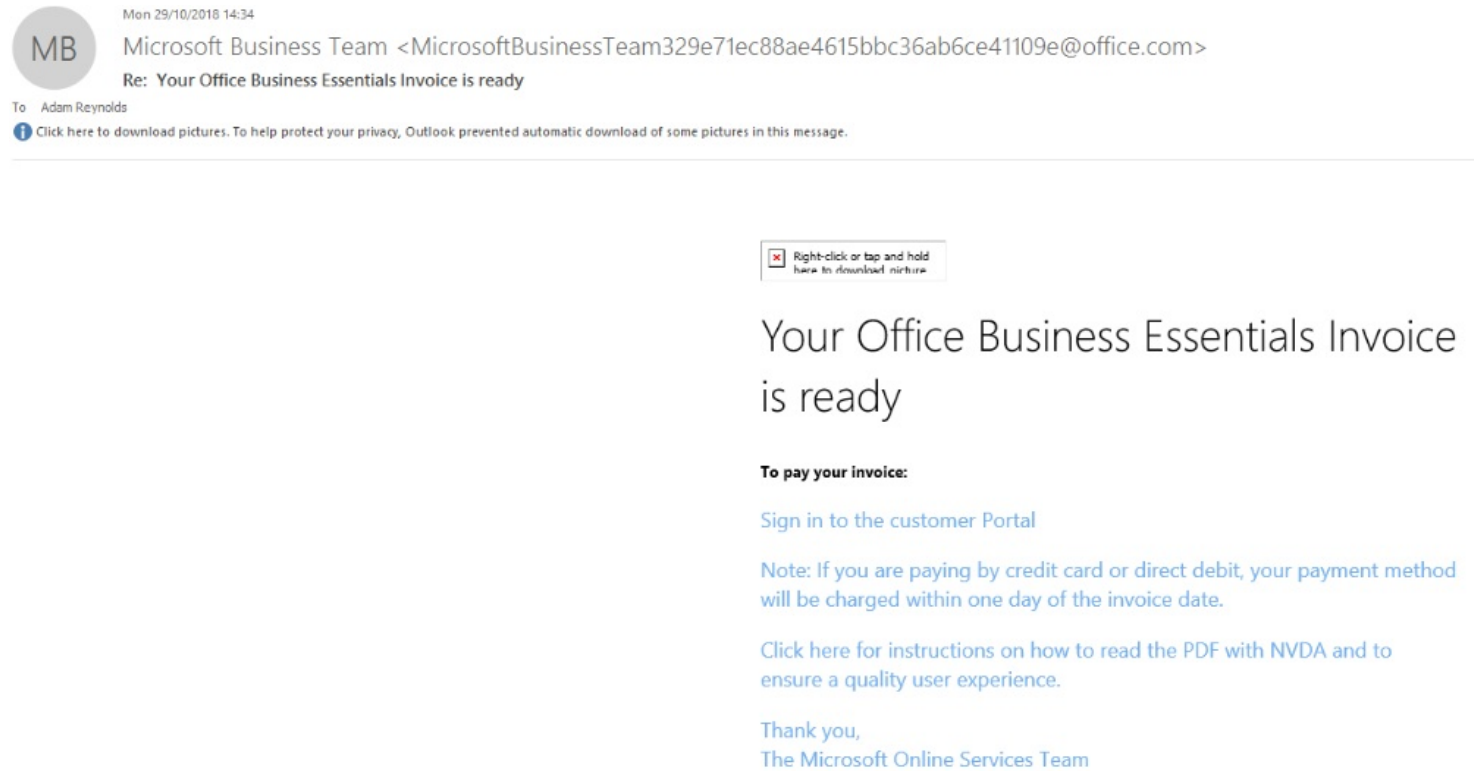 Mon 29/10/2018 14:34
MB
Microsoft Business Team <MicrosoftBusinessTeam329e71ec88ae4615bbc36ab6ce41109e@office.com>
Re: Your Office Business Essentials Invoice is ready
To Adam Reynolds
Click here to download pictures. To help protect your privacy, Outlook prevented automatic download of some pictures in this message.
Right-click or tap and hold
here to download picture
Your Office Business Essentials Invoice
is ready
To pay your invoice:
Sign in to the customer Portal
Note: If you are paying by credit card or direct debit, your payment method
will be charged within one day of the invoice date.
Click here for instructions on how to read the PDF with NVDA and to
ensure a quality user experience.
Thank you,
The Microsoft Online Services Team